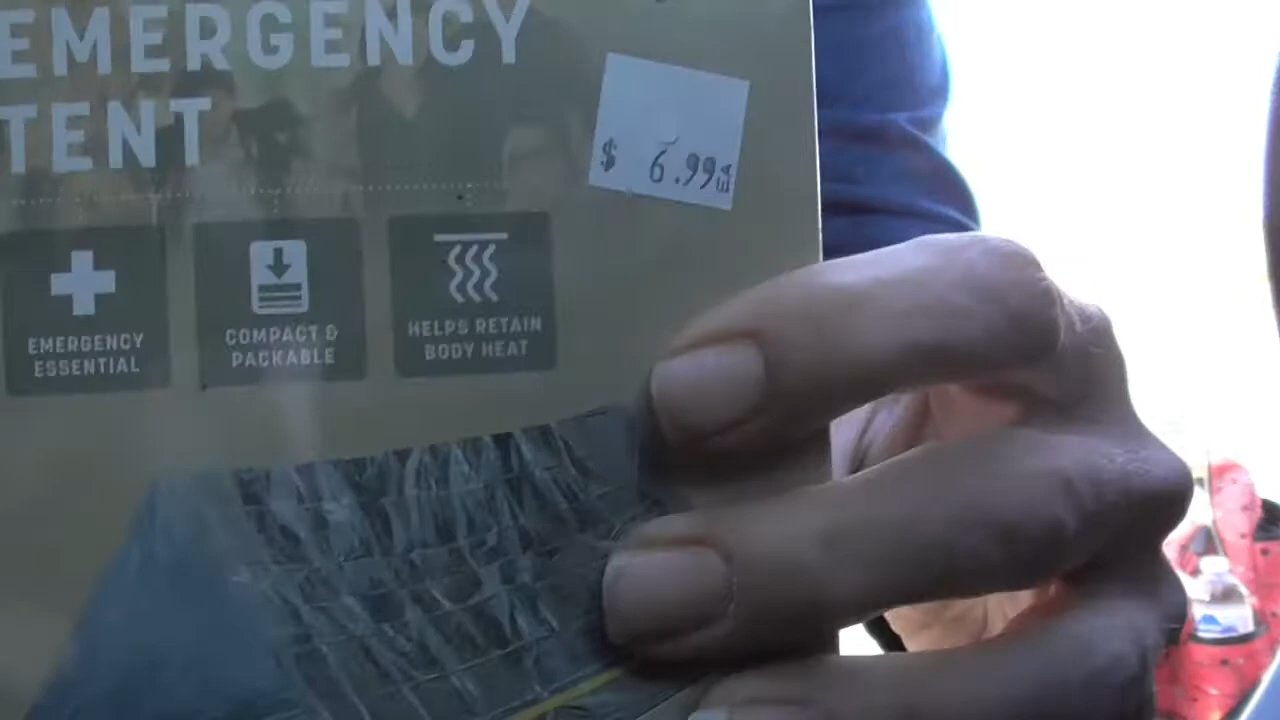 EMERGENCY
TENT
$ 6.99
EMERGENCY
ESSENTIAL
COMPACT &
PACKABLE
HELPS RETAIN
BODY HEAT